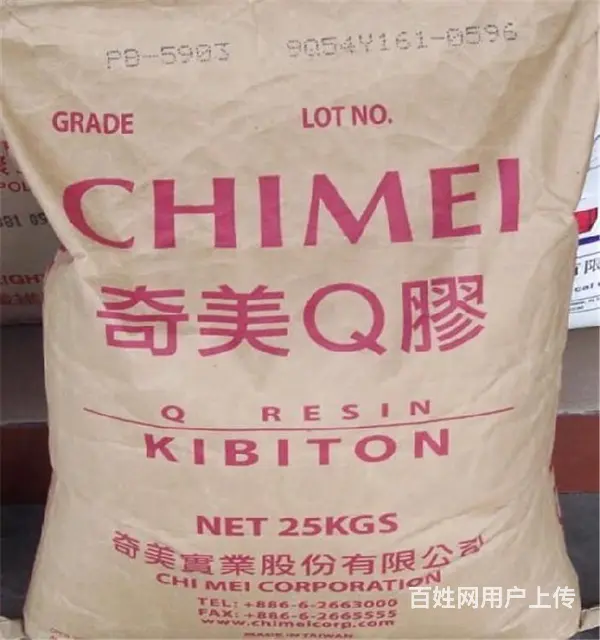 PB-5903 9Q54Y161-0596
GRADE LOT NO.
CHIMEI
奇美Q膠
Q RESIN
KIBITON
NET 25KGS
奇美實業股份有限公司
CHI MEI CORPORATION
TEL: +886-6-2663000
FAX: +886-6-2665555
www.chimeicorp.com
MADE IN TAIWAN
百姓网用户上传